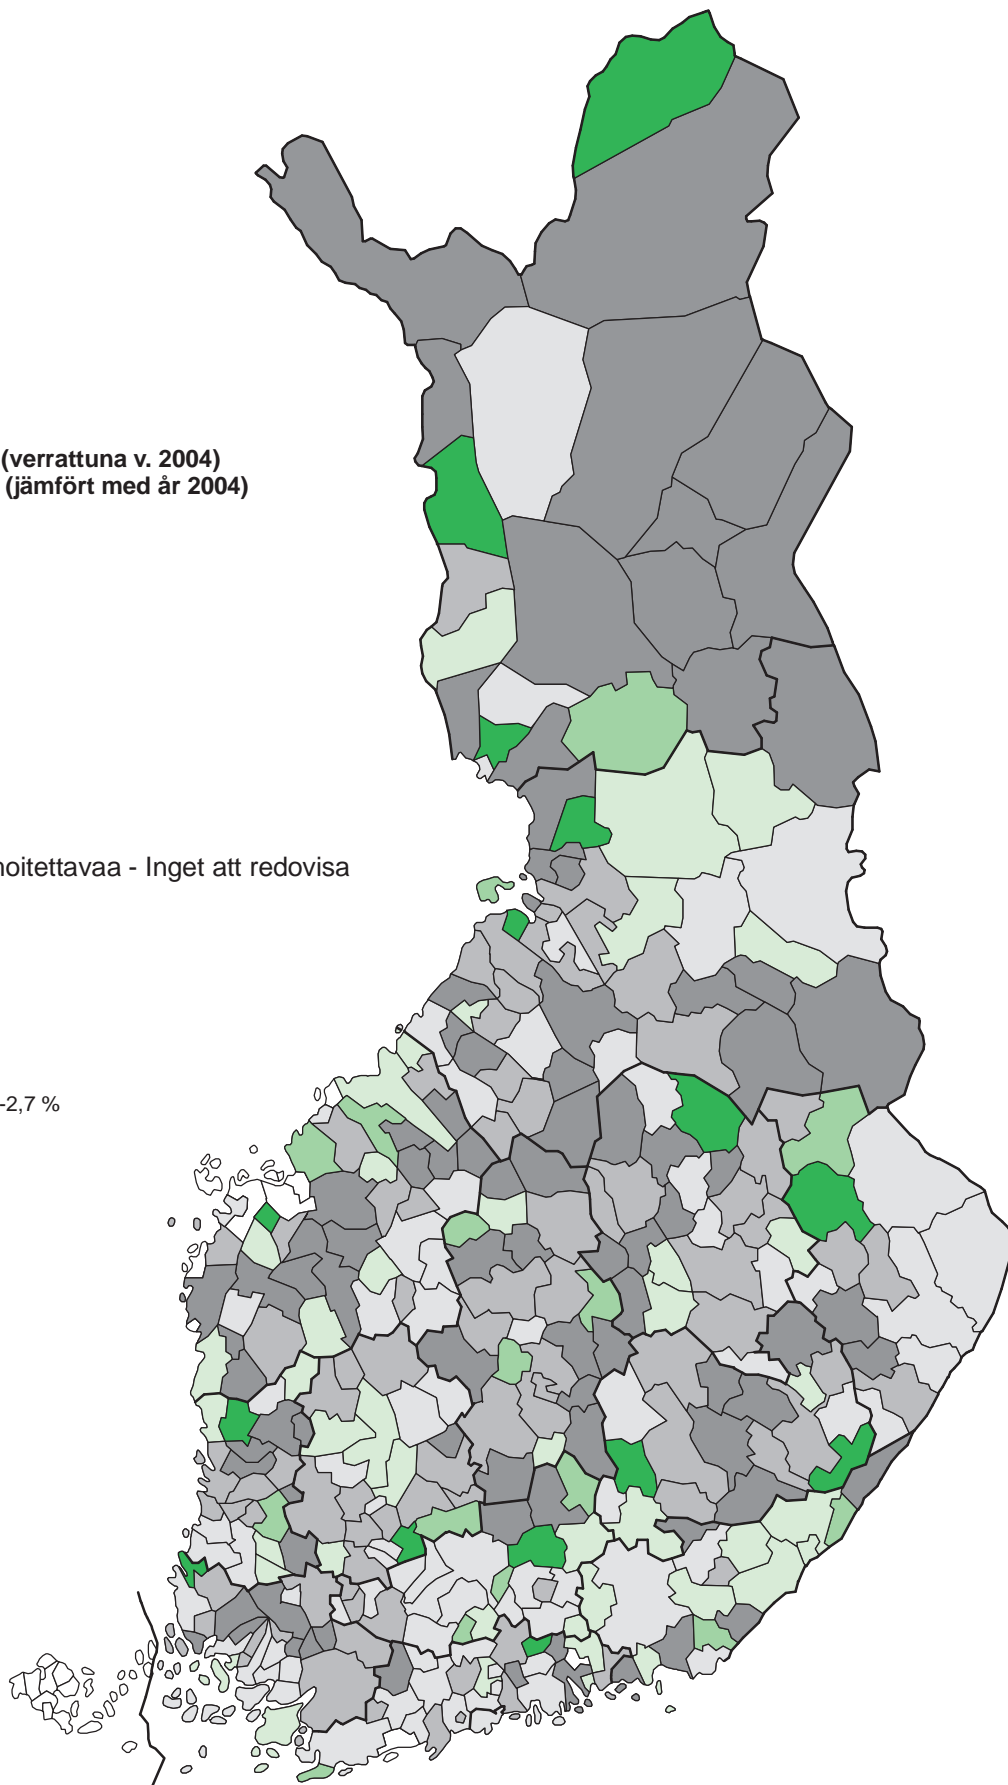 (verrattuna v. 2004)
(jämfört med år 2004)
noitettavaa - Inget att redovisa
-2,7 %